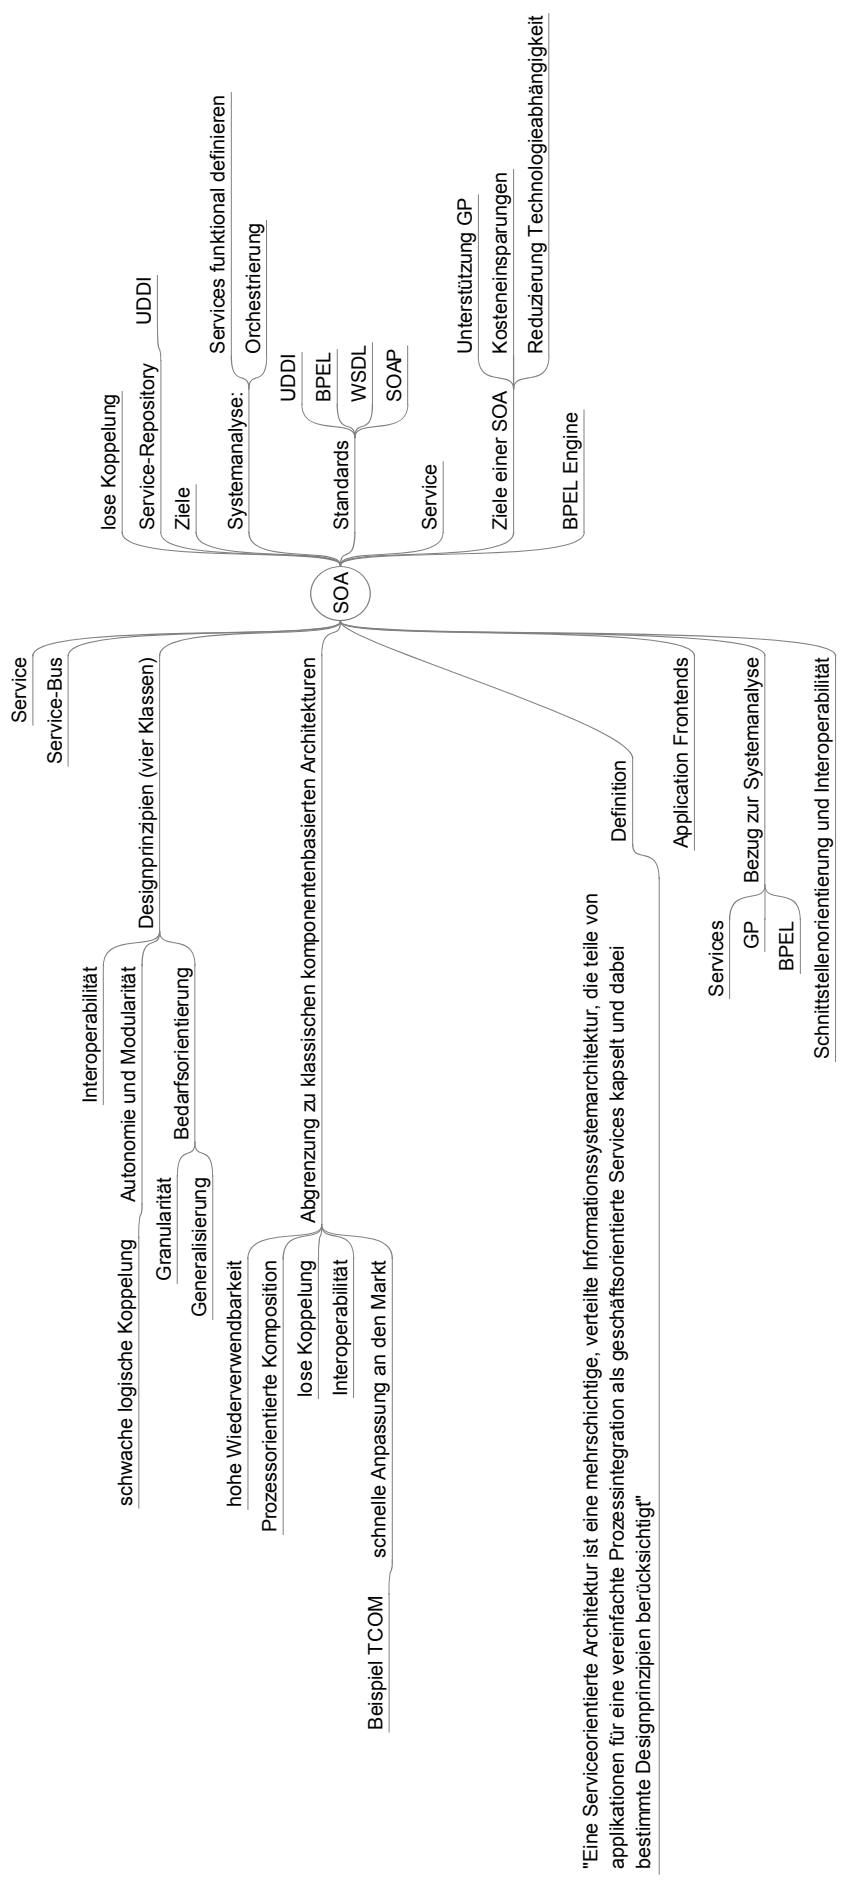 lose Koppelung
Service-Repository
UDDI
Ziele
Systemanalyse:
Services funktional definieren
Orchestrierung
Standards
UDDI
BPEL
WSDL
SOAP
Service
Ziele einer SOA
Unterstützung GP
Kosteneinsparungen
Reduzierung Technologieabhängigkeit
BPEL Engine
SOA
Service
Service-Bus
Designprinzipien (vier Klassen)
Interoperabilität
Autonomie und Modularität
schwache logische Koppelung
Bedarfsorientierung
Granularität
Generalisierung
Abgrenzung zu klassischen komponentenbasierten Architekturen
hohe Wiederverwendbarkeit
Prozessorientierte Komposition
lose Koppelung
Interoperabilität
schnelle Anpassung an den Markt
Beispiel TCOM
Definition
"Eine Serviceorientierte Architektur ist eine mehrschichtige, verteilte Informationssystemarchitektur, die teile von
applikationen für eine vereinfachte Prozessintegration als geschäftsorientierte Services kapselt und dabei
bestimmte Designprinzipien berücksichtigt"
Application Frontends
Bezug zur Systemanalyse
Services
GP
BPEL
Schnittstellenorientierung und Interoperabilität